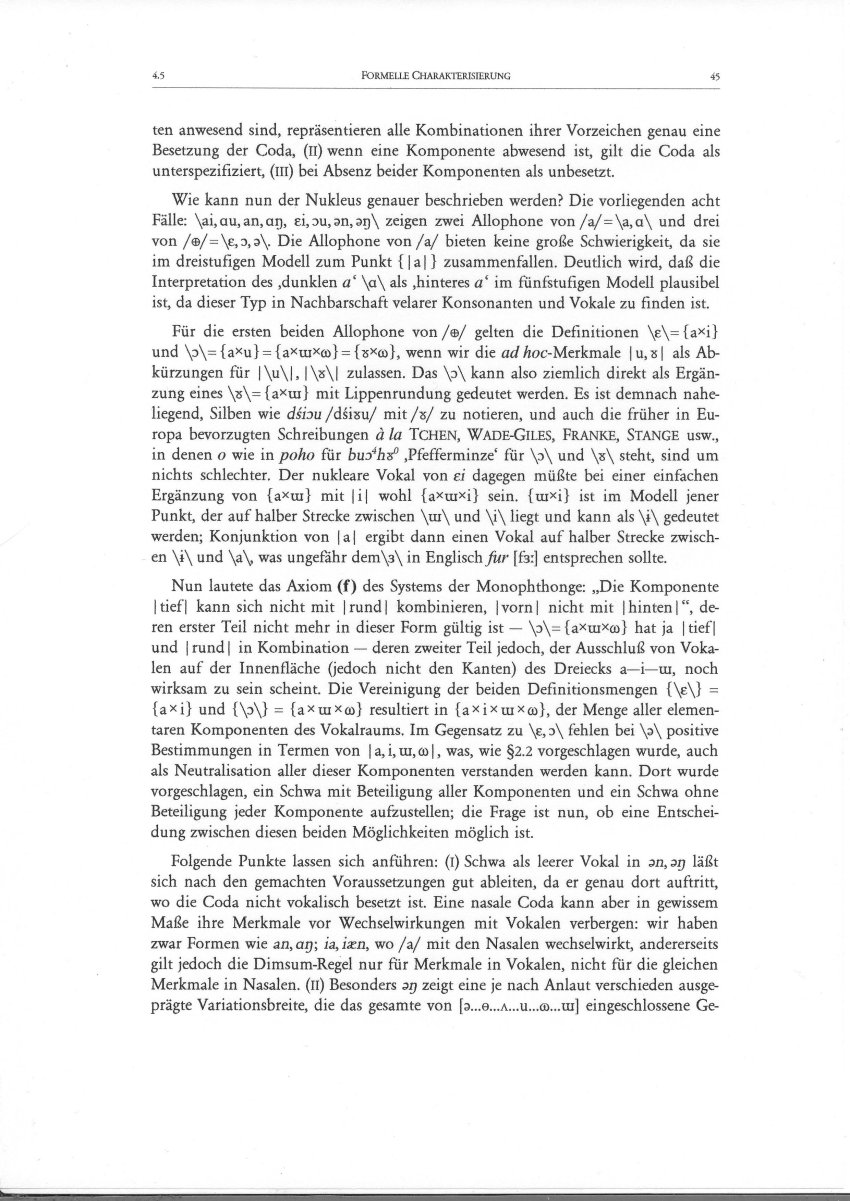 4.5 FORMELLE CHARAKTERISIERUNG 45
ten anwesend sind, repräsentieren alle Kombinationen ihrer Vorzeichen genau eine
Besetzung der Coda, (II) wenn eine Komponente abwesend ist, gilt die Coda als
unterspezifiziert, (III) bei Absenz beider Komponenten als unbesetzt.
Wie kann nun der Nukleus genauer beschrieben werden? Die vorliegenden acht
Fälle: \ai, ɑu, an, ɑŋ, ɛi, ɔu, ən, əŋ\ zeigen zwei Allophone von /a/=\a, ɑ\ und drei
von /⊕/=\ɛ, ɔ, ə\. Die Allophone von /a/ bieten keine große Schwierigkeit, da sie
im dreistufigen Modell zum Punkt {|a|} zusammenfallen. Deutlich wird, daß die
Interpretation des ‚dunklen a‘ \ɑ\ als ‚hinteres a‘ im fünfstufigen Modell plausibel
ist, da dieser Typ in Nachbarschaft velarer Konsonanten und Vokale zu finden ist.
Für die ersten beiden Allophone von /⊕/ gelten die Definitionen \ɛ\={a×i}
und \ɔ\={a×u}={a×ɯ×ɷ}={ɤ×ɷ}, wenn wir die ad hoc-Merkmale |u, ɤ| als Ab-
kürzungen für |\u\|, |\ɤ\| zulassen. Das \ɔ\ kann also ziemlich direkt als Ergän-
zung eines \ɤ\={a×ɯ} mit Lippenrundung gedeutet werden. Es ist demnach nahe-
liegend, Silben wie dśiɔu /dśiɤu/ mit /ɤ/ zu notieren, und auch die früher in Eu-
ropa bevorzugten Schreibungen à la TCHEN, WADE-GILES, FRANKE, STANGE usw.,
in denen o wie in poho für buɔ⁴hɤ⁰ ‚Pfefferminze‘ für \ɔ\ und \ɤ\ steht, sind um
nichts schlechter. Der nukleare Vokal von ɛi dagegen müßte bei einer einfachen
Ergänzung von {a×ɯ} mit |i| wohl {a×ɯ×i} sein. {ɯ×i} ist im Modell jener
Punkt, der auf halber Strecke zwischen \ɯ\ und \i\ liegt und kann als \ɨ\ gedeutet
werden; Konjunktion von |a| ergibt dann einen Vokal auf halber Strecke zwisch-
en \ɨ\ und \a\, was ungefähr dem\ɜ\ in Englisch fur [fɜ:] entsprechen sollte.
Nun lautete das Axiom (f) des Systems der Monophthonge: „Die Komponente
|tief| kann sich nicht mit |rund| kombinieren, |vorn| nicht mit |hinten|“, de-
ren erster Teil nicht mehr in dieser Form gültig ist — \ɔ\={a×ɯ×ɷ} hat ja |tief|
und |rund| in Kombination — deren zweiter Teil jedoch, der Ausschluß von Voka-
len auf der Innenfläche (jedoch nicht den Kanten) des Dreiecks a—i—ɯ, noch
wirksam zu sein scheint. Die Vereinigung der beiden Definitionsmengen {\ɛ\} =
{a×i} und {\ɔ\} = {a×ɯ×ɷ} resultiert in {a×i×ɯ×ɷ}, der Menge aller elemen-
taren Komponenten des Vokalraums. Im Gegensatz zu \ɛ, ɔ\ fehlen bei \ə\ positive
Bestimmungen in Termen von |a, i, ɯ, ɷ|, was, wie §2.2 vorgeschlagen wurde, auch
als Neutralisation aller dieser Komponenten verstanden werden kann. Dort wurde
vorgeschlagen, ein Schwa mit Beteiligung aller Komponenten und ein Schwa ohne
Beteiligung jeder Komponente aufzustellen; die Frage ist nun, ob eine Entschei-
dung zwischen diesen beiden Möglichkeiten möglich ist.
Folgende Punkte lassen sich anführen: (I) Schwa als leerer Vokal in ən, əŋ läßt
sich nach den gemachten Voraussetzungen gut ableiten, da er genau dort auftritt,
wo die Coda nicht vokalisch besetzt ist. Eine nasale Coda kann aber in gewissem
Maße ihre Merkmale vor Wechselwirkungen mit Vokalen verbergen: wir haben
zwar Formen wie an, ɑŋ; ia, iæn, wo /a/ mit den Nasalen wechselwirkt, andererseits
gilt jedoch die Dimsum-Regel nur für Merkmale in Vokalen, nicht für die gleichen
Merkmale in Nasalen. (II) Besonders əŋ zeigt eine je nach Anlaut verschieden ausge-
prägte Variationsbreite, die das gesamte von [ə...ɵ...ʌ...u...ɷ...ɯ] eingeschlossene Ge-